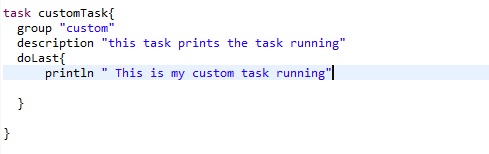 task customTask{
group "custom"
description "this task prints the task running"
doLast{
println " This is my custom task running"
}
}